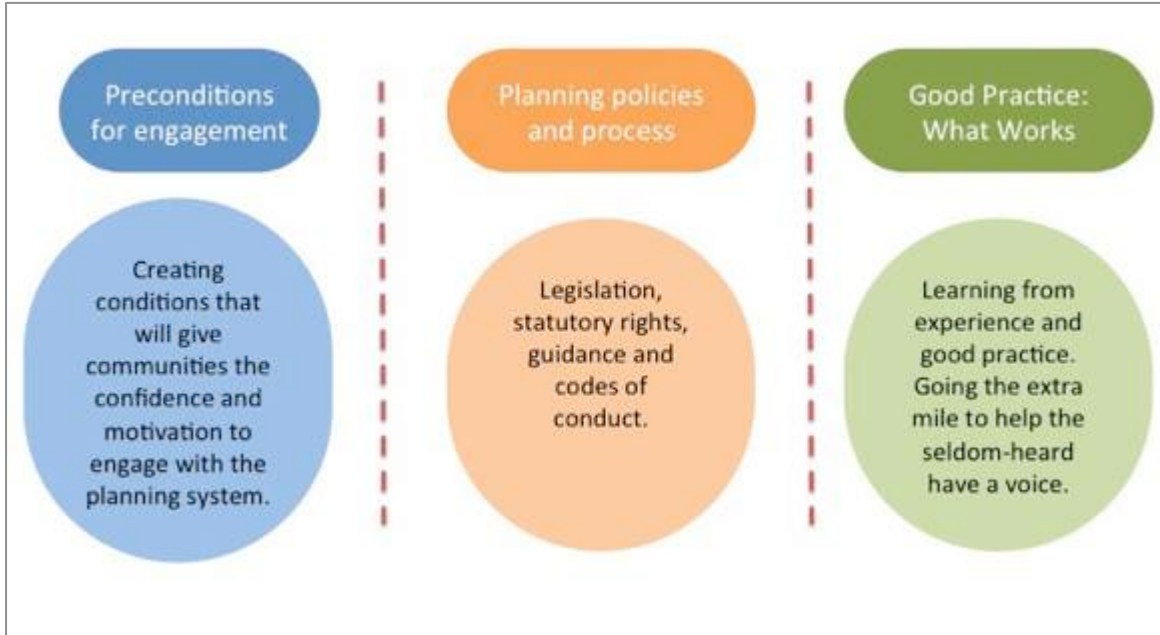 Preconditions
for engagement
Creating
conditions that
will give
communities the
confidence and
motivation to
engage with the
planning system.
Planning policies
and process
Legislation,
statutory rights,
guidance and
codes of
conduct.
Good Practice:
What Works
Learning from
experience and
good practice.
Going the extra
mile to help the
seldom-heard
have a voice.